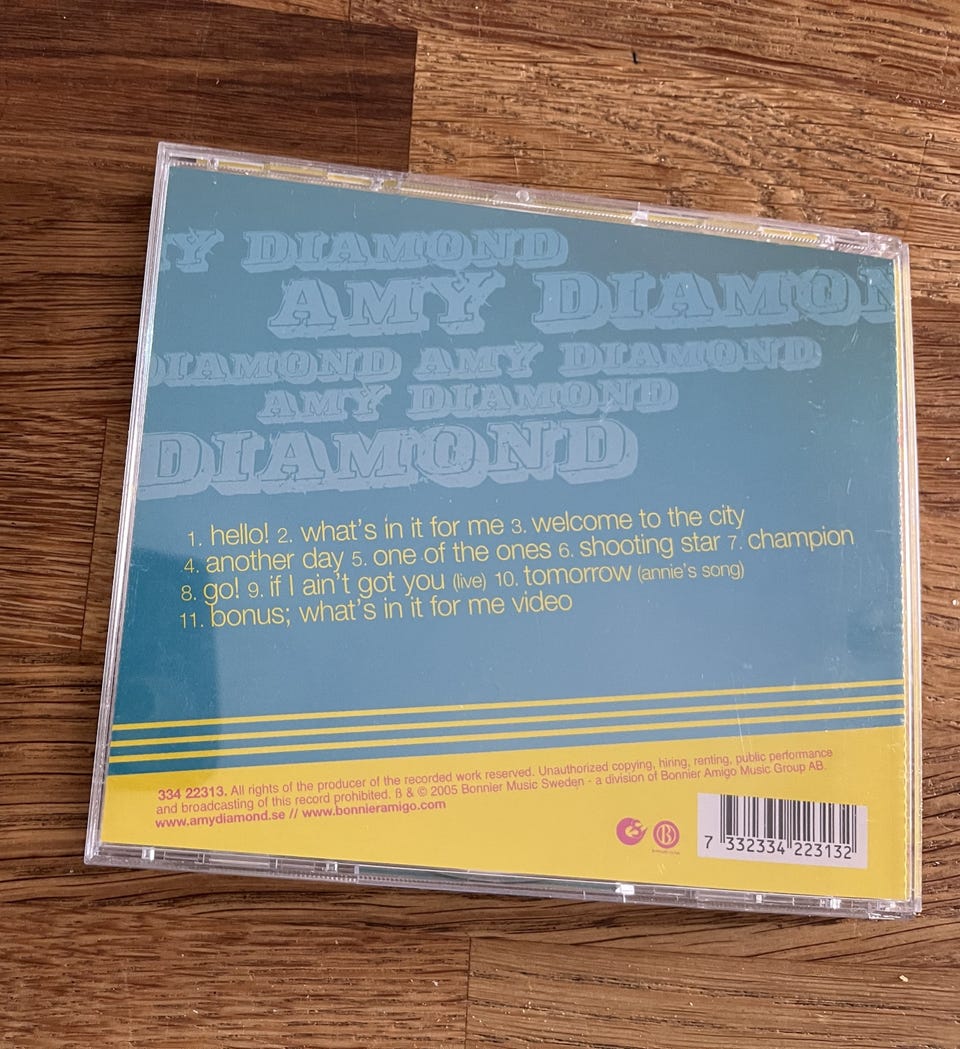 Y DIAMOND
AMY DIAMON
DIAMOND AMY DIAMOND
AMY DIAMOND
DIAMOND
1. hello! 2. what's in it for me 3. welcome to the city
4. another day 5. one of the ones 6. shooting star 7. champion
8. go! 9. if I ain't got you (live) 10. tomorrow (annie's song)
11. bonus; what's in it for me video
334 22313. All rights of the producer of the recorded work reserved. Unauthorized copying, hiring, renting, public performance
and broadcasting of this record prohibited. ß & © 2005 Bonnier Music Sweden - a division of Bonnier Amigo Music Group AB.
www.amydiamond.se // www.bonnieramigo.com
B
7 332334 223132